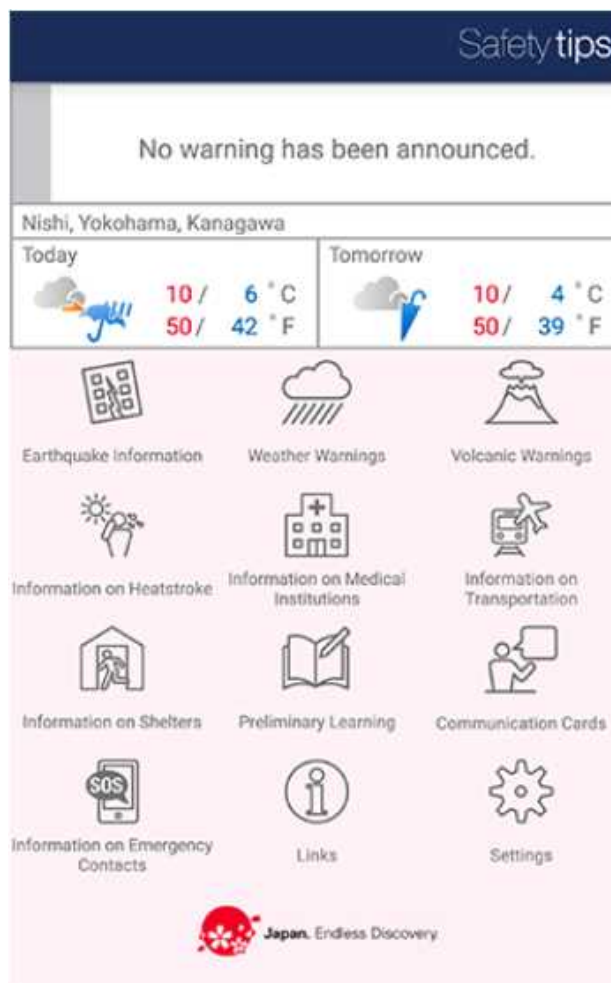 Safety tips
No warning has been announced.
Nishi, Yokohama, Kanagawa
Today
Tomorrow
10 / 6 °C
50 / 42 °F
10 / 4 °C
50 / 39 °F
Earthquake Information
Weather Warnings
Volcanic Warnings
Information on Heatstroke
Information on Medical
Institutions
Information on
Transportation
Information on Shelters
Preliminary Learning
Communication Cards
SOS
Information on Emergency
Contacts
Links
Settings
Japan. Endless Discovery